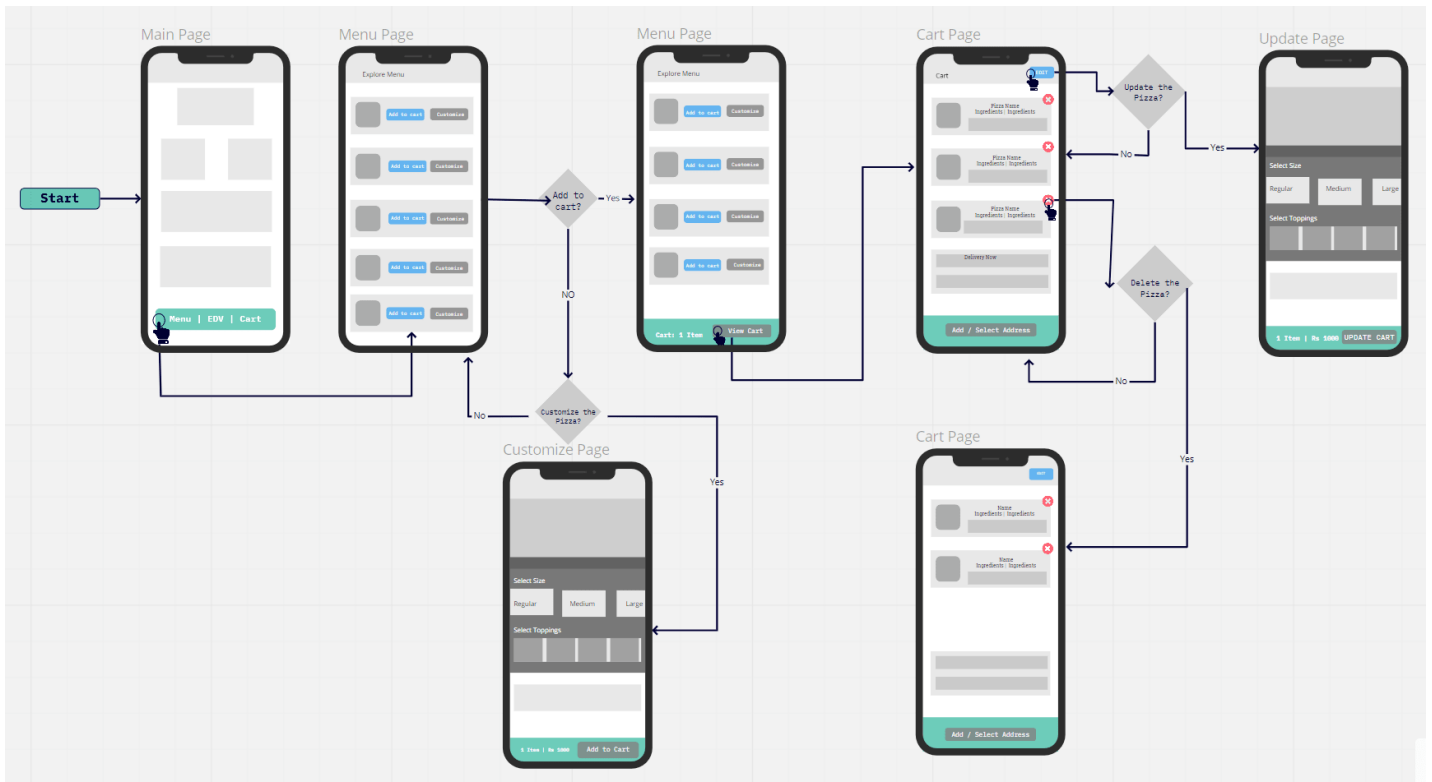 Main Page
Menu Page
Menu Page
Cart Page
Update Page
Start
Menu | EDV | Cart
Explore Menu
Add to cart Customize
Add to cart Customize
Add to cart Customize
Add to cart Customize
Add to cart Customize
Add to
cart?
Yes
NO
Customize the
Pizza?
No
Yes
Explore Menu
Add to cart Customize
Add to cart Customize
Add to cart Customize
Add to cart Customize
Cart: 1 Item View Cart
Cart
Pizza Name
Ingredients | Ingredients
Pizza Name
Ingredients | Ingredients
Pizza Name
Ingredients | Ingredients
Delivery Now
Add / Select Address
Update the
Pizza?
No
Yes
Delete the
Pizza?
No
Yes
Select Size
Regular Medium Large
Select Toppings
1 Item | Rs 1000 UPDATE CART
Customize Page
Select Size
Regular Medium Large
Select Toppings
1 Item | Rs 1000 Add to Cart
Cart Page
Name
Ingredients | Ingredients
Name
Ingredients | Ingredients
Add / Select Address